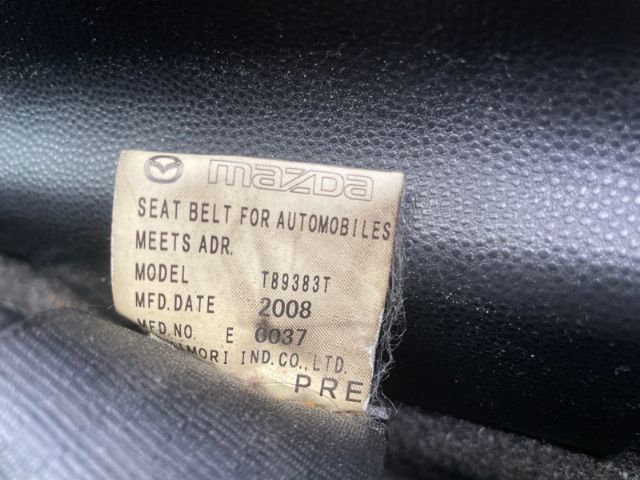 mazda
SEAT BELT FOR AUTOMOBILES
MEETS ADR.
MODEL T89383T
MFD.DATE 2008
MFD.NO. E 0037
IND.CO.,LTD.
PRE